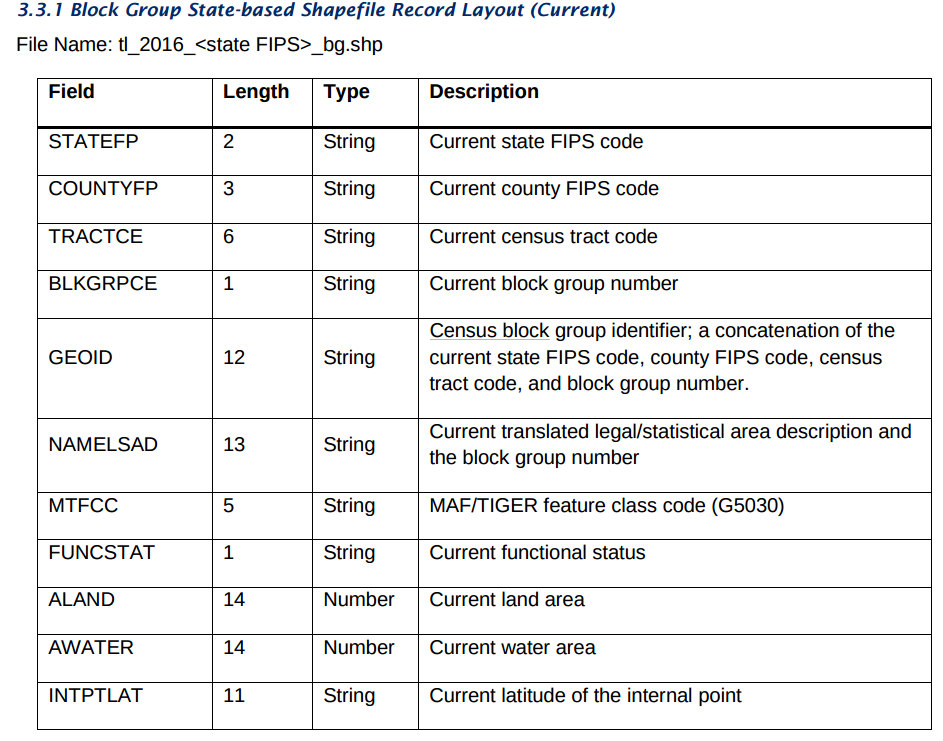 3.3.1 Block Group State-based Shapefile Record Layout (Current)
File Name: tl_2016_<state FIPS>_bg.shp
Field Length Type Description
STATEFP 2 String Current state FIPS code
COUNTYFP 3 String Current county FIPS code
TRACTCE 6 String Current census tract code
BLKGRPCE 1 String Current block group number
GEOID 12 String Census block group identifier; a concatenation of the
current state FIPS code, county FIPS code, census
tract code, and block group number.
NAMELSAD 13 String Current translated legal/statistical area description and
the block group number
MTFCC 5 String MAF/TIGER feature class code (G5030)
FUNCSTAT 1 String Current functional status
ALAND 14 Number Current land area
AWATER 14 Number Current water area
INTPTLAT 11 String Current latitude of the internal point